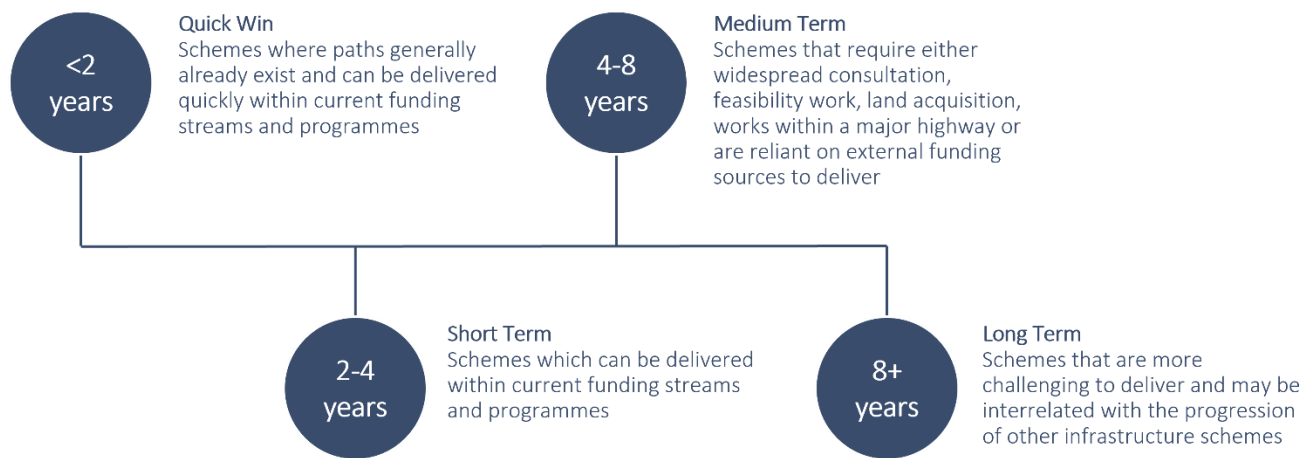 <2
years
Quick Win
Schemes where paths generally
already exist and can be delivered
quickly within current funding
streams and programmes
4-8
years
Medium Term
Schemes that require either
widespread consultation,
feasibility work, land acquisition,
works within a major highway or
are reliant on external funding
sources to deliver
2-4
years
Short Term
Schemes which can be delivered
within current funding streams
and programmes
8+
years
Long Term
Schemes that are more
challenging to deliver and may be
interrelated with the progression
of other infrastructure schemes